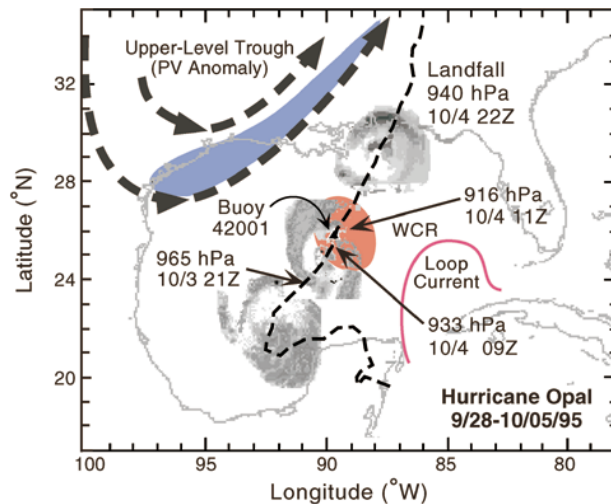 32
28
24
20
Latitude (°N)
100
95
90
85
80
Longitude (°W)
Upper-Level Trough
(PV Anomaly)
Landfall
940 hPa
10/4 22Z
Buoy
42001
916 hPa
10/4 11Z
WCR
965 hPa
10/3 21Z
Loop
Current
933 hPa
10/4 09Z
Hurricane Opal
9/28-10/05/95